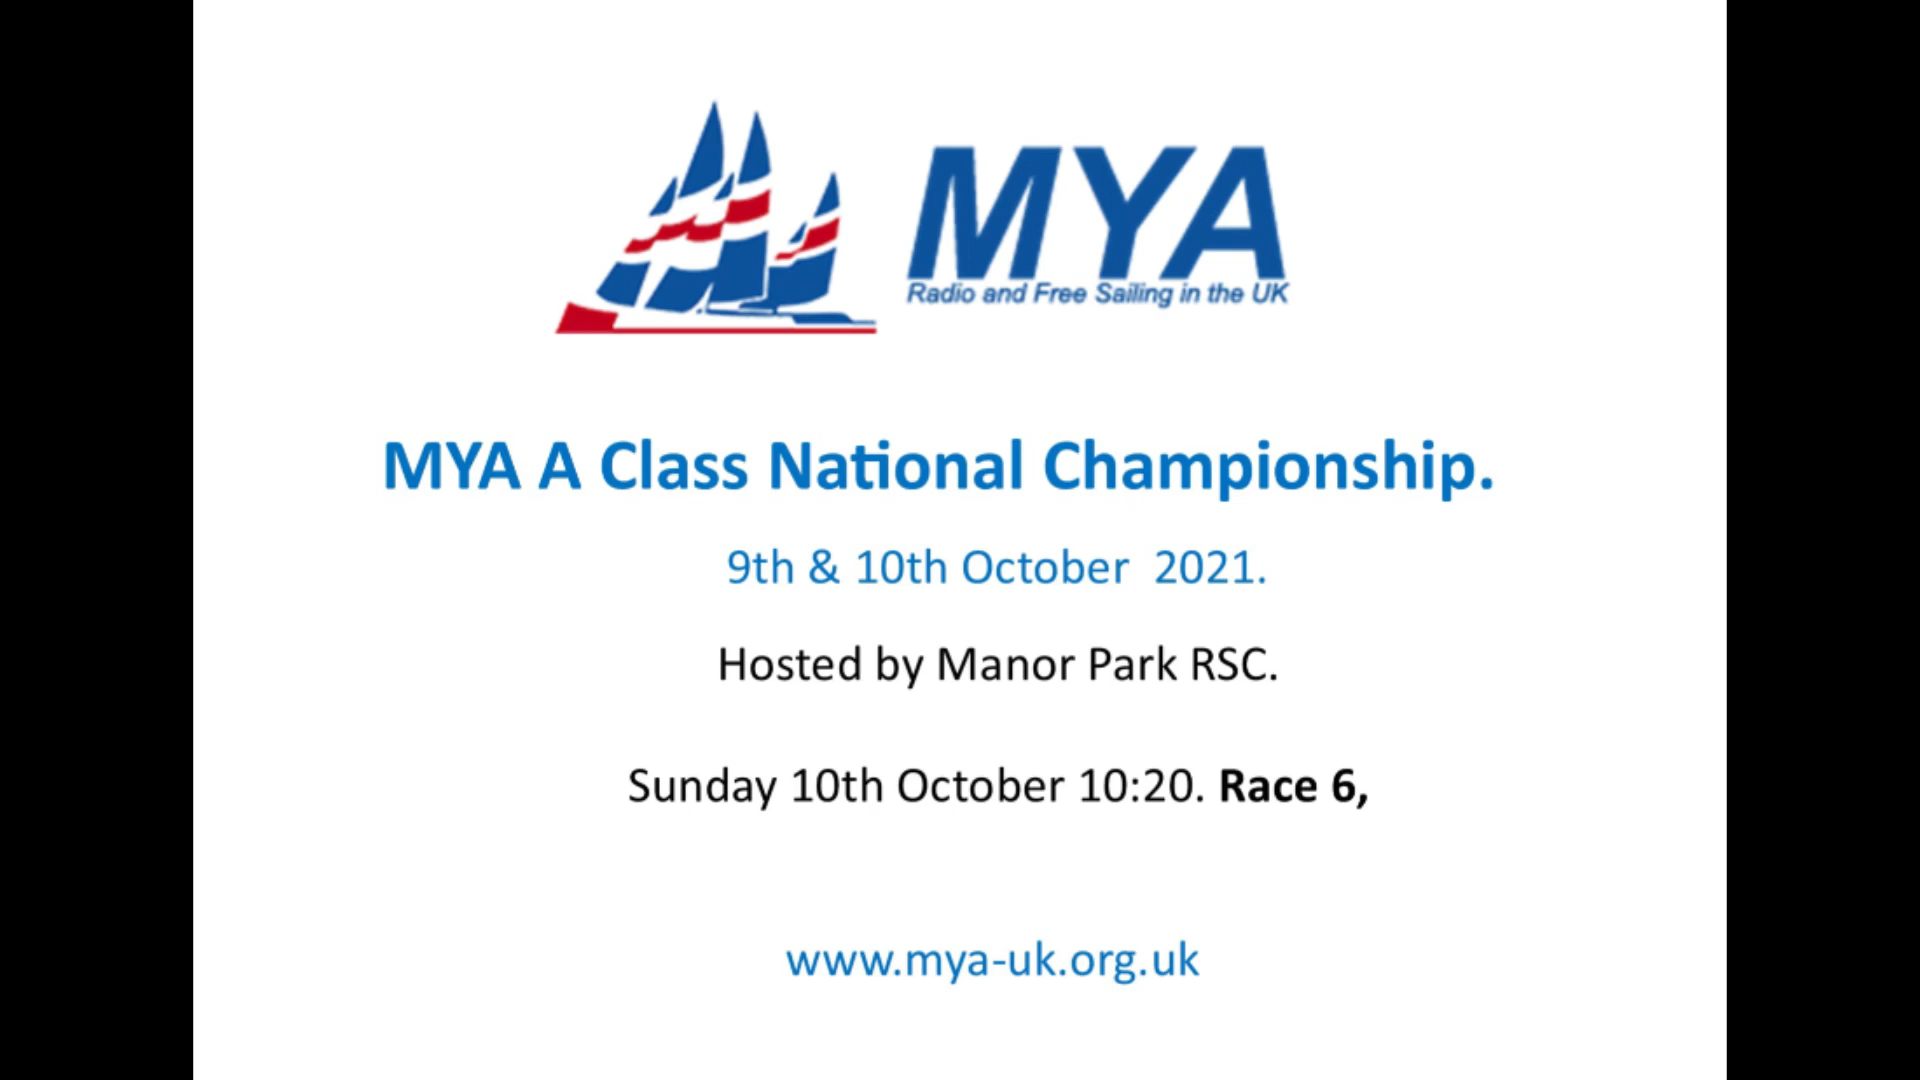 MYA
Radio and Free Sailing in the UK
MYA A Class National Championship.
9th & 10th October 2021.
Hosted by Manor Park RSC.
Sunday 10th October 10:20. Race 6,
www.mya-uk.org.uk